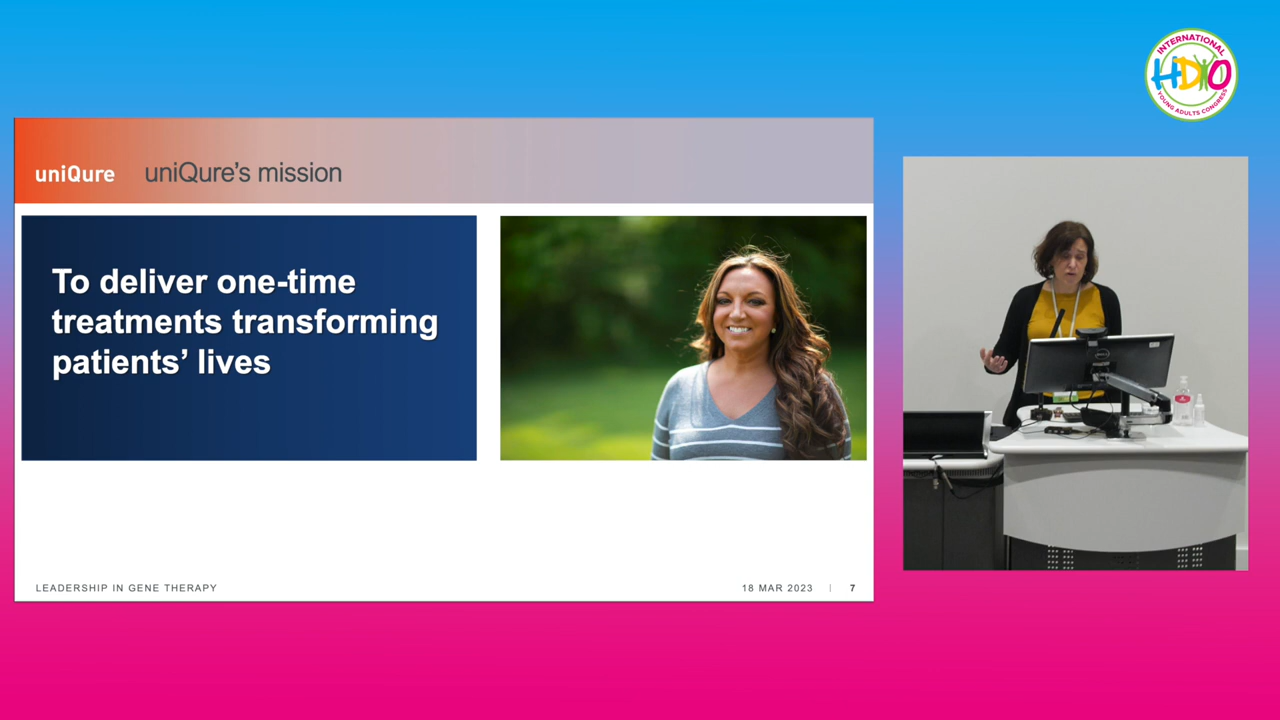 INTERNATIONAL
HDYO
YOUNG ADULTS CONGRESS
uniQure
uniQure's mission
To deliver one-time
treatments transforming
patients' lives
DELL
LEADERSHIP IN GENE THERAPY
18 MAR 2023 | 7